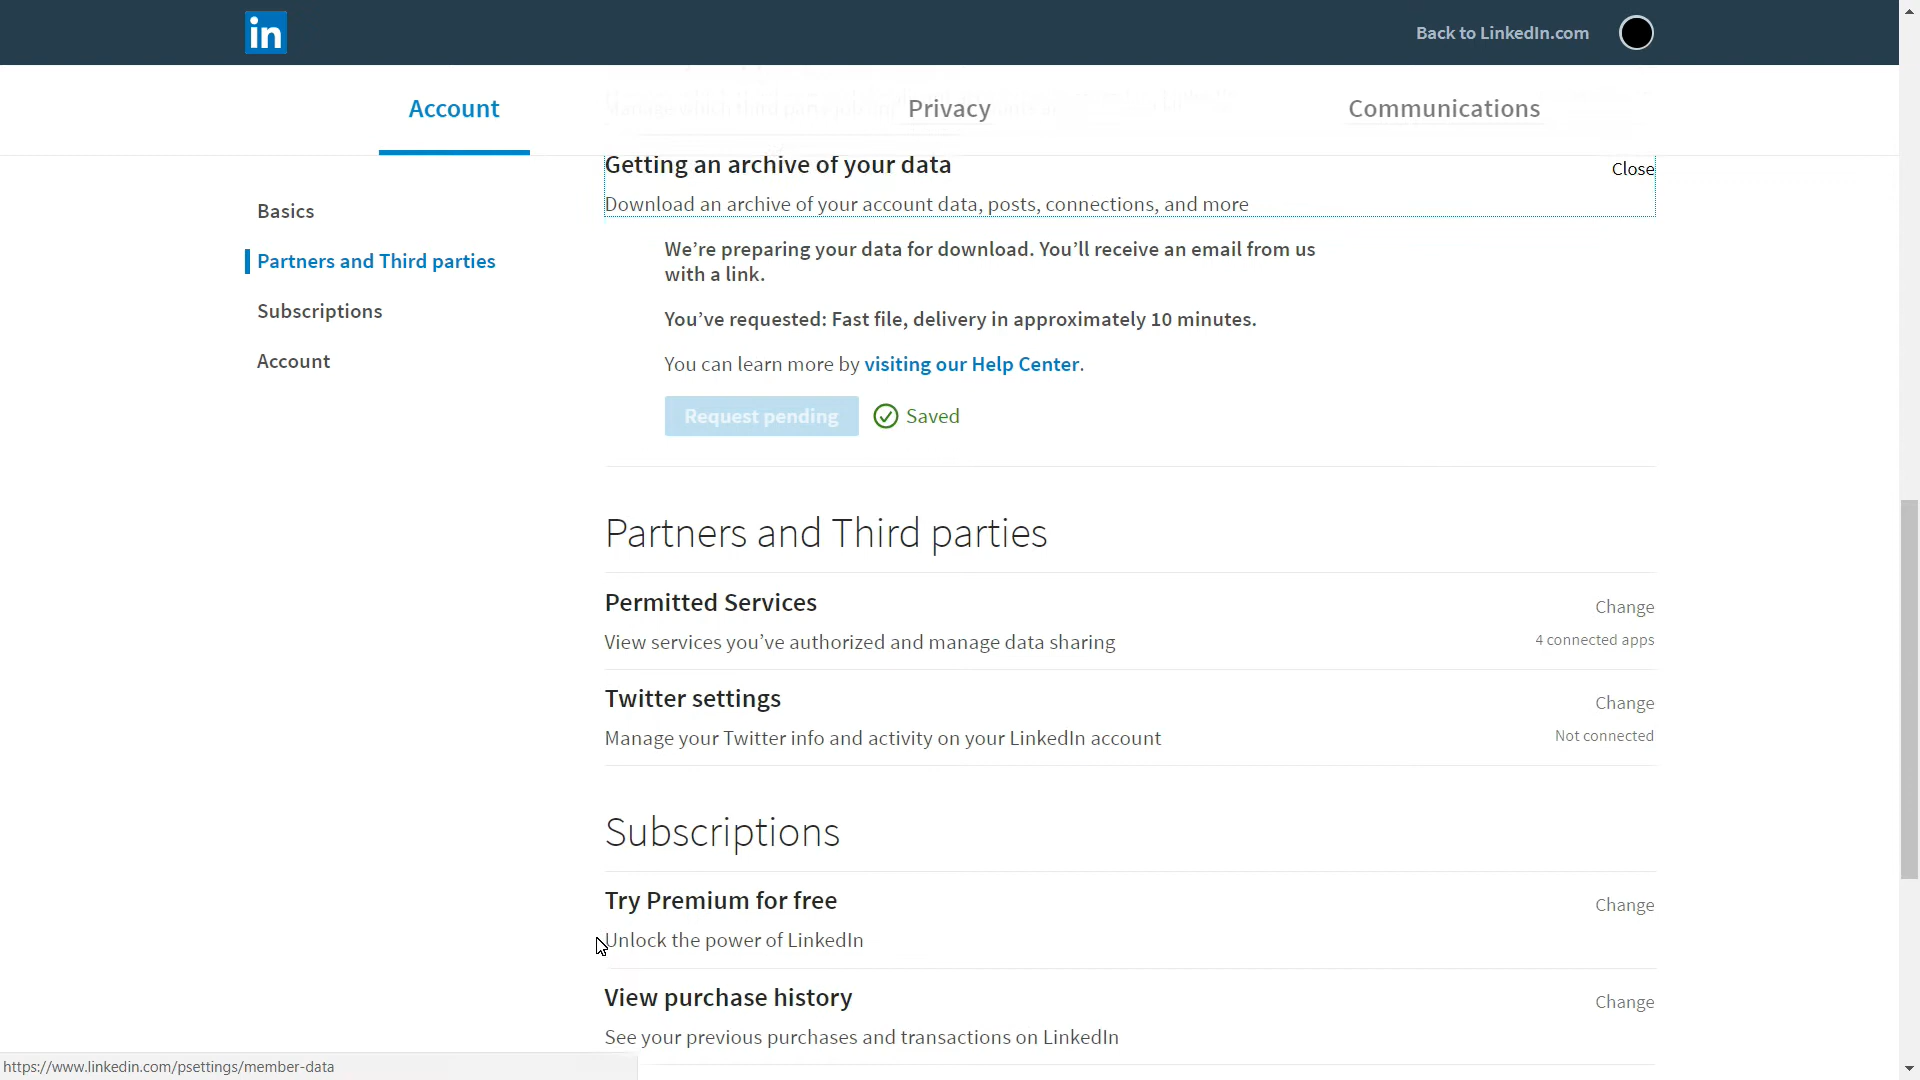 in
Back to LinkedIn.com
Account
Privacy
Communications
Getting an archive of your data
Close
Download an archive of your account data, posts, connections, and more
Basics
Partners and Third parties
Subscriptions
Account
We’re preparing your data for download. You’ll receive an email from us
with a link.
You’ve requested: Fast file, delivery in approximately 10 minutes.
You can learn more by visiting our Help Center.
Request pending
Saved
Partners and Third parties
Permitted Services
Change
View services you’ve authorized and manage data sharing
4 connected apps
Twitter settings
Change
Manage your Twitter info and activity on your LinkedIn account
Not connected
Subscriptions
Try Premium for free
Change
Unlock the power of LinkedIn
View purchase history
Change
See your previous purchases and transactions on LinkedIn
https://www.linkedin.com/psettings/member-data